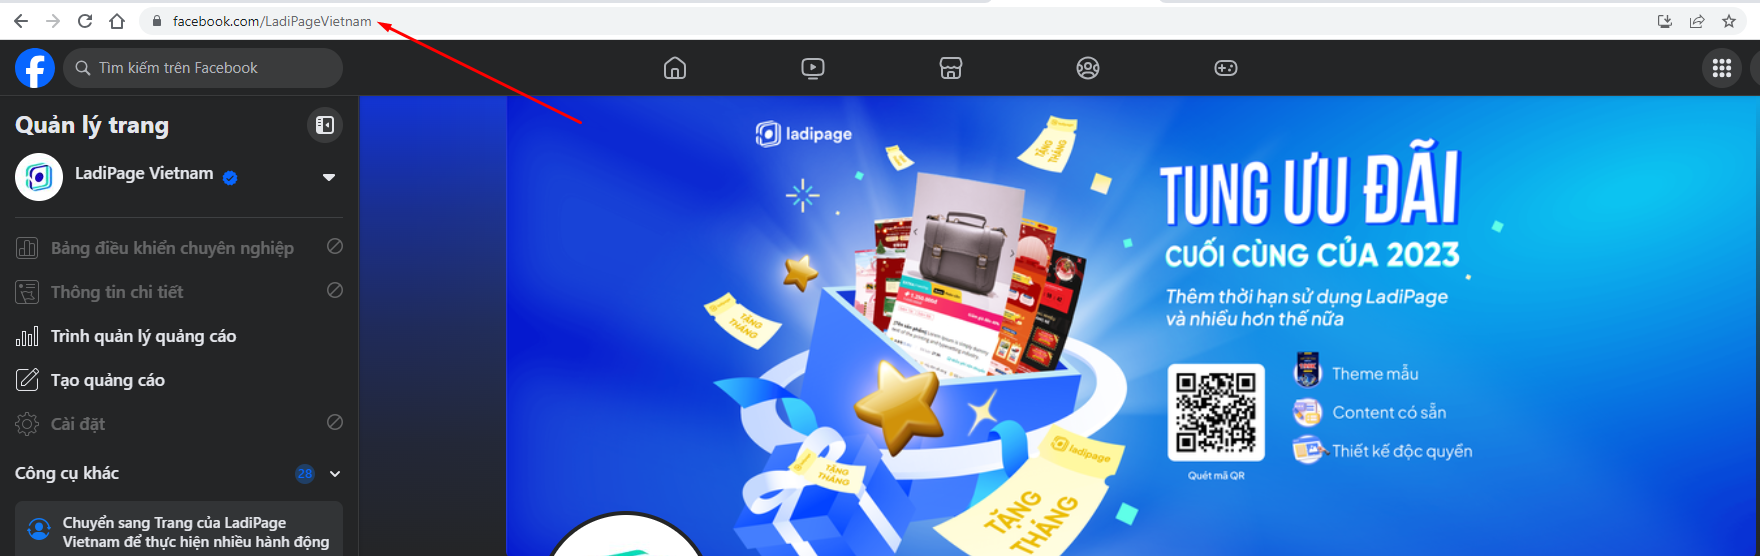 facebook.com/LadiPageVietnam
Tìm kiếm trên Facebook
Quản lý trang
LadiPage Vietnam
Bảng điều khiển chuyên nghiệp
Thông tin chi tiết
Trình quản lý quảng cáo
Tạo quảng cáo
Cài đặt
Công cụ khác
28
Chuyển sang Trang của LadiPage
Vietnam để thực hiện nhiều hành động
ladipage
TẶNG
THÁNG
TUNG ƯU ĐÃI
CUỐI CÙNG CỦA 2023
Thêm thời hạn sử dụng LadiPage
và nhiều hơn thế nữa
Theme mẫu
Content có sẵn
Thiết kế độc quyền
Quét mã QR
TẶNG
THÁNG
TẶNG
THÁNG
ladipage
TẶNG
THÁNG